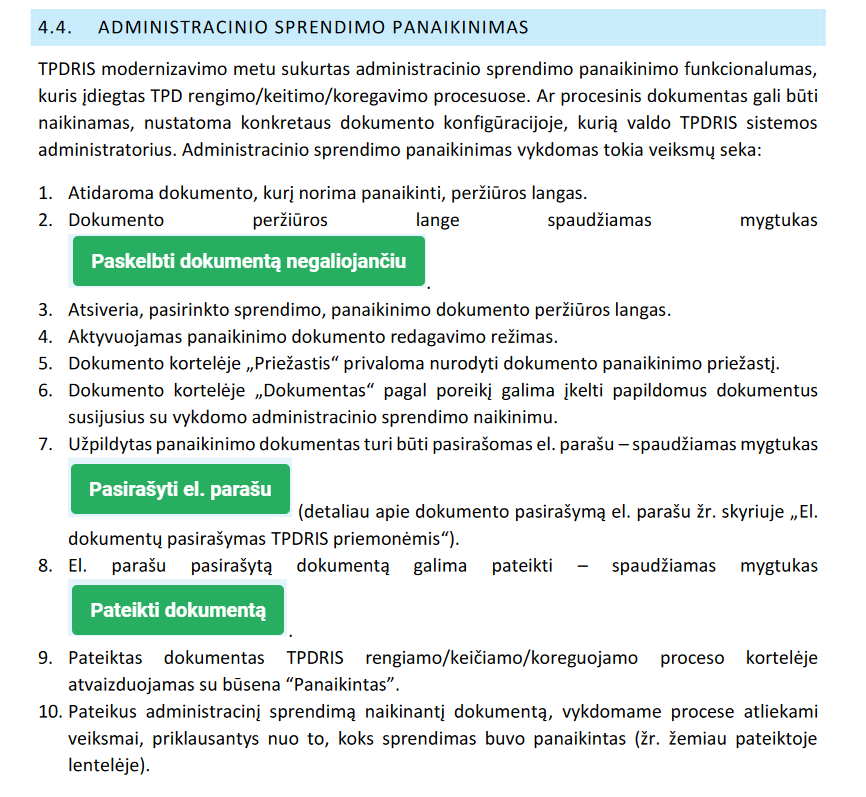 4.4. ADMINISTRACINIO SPRENDIMO PANAIKINIMAS
TPDRIS modernizavimo metu sukurtas administracinio sprendimo panaikinimo funkcionalumas,
kuris įdiegtas TPD rengimo/keitimo/koregavimo procesuose. Ar procesinis dokumentas gali būti
naikinamas, nustatoma konkretaus dokumento konfigūracijoje, kurią valdo TPDRIS sistemos
administratorius. Administracinio sprendimo panaikinimas vykdomas tokia veiksmų seka:
1. Atidaroma dokumento, kurį norima panaikinti, peržiūros langas.
2. Dokumento peržiūros lange spaudžiamas mygtukas
Paskelbti dokumentą negaliojančiu.
3. Atsiveria, pasirinkto sprendimo, panaikinimo dokumento peržiūros langas.
4. Aktyvuojamas panaikinimo dokumento redagavimo režimas.
5. Dokumento kortelėje „Priežastis“ privaloma nurodyti dokumento panaikinimo priežastį.
6. Dokumento kortelėje „Dokumentas“ pagal poreikį galima įkelti papildomus dokumentus
susijusius su vykdomo administracinio sprendimo naikinimu.
7. Užpildytas panaikinimo dokumentas turi būti pasirašomas el. parašu – spaudžiamas mygtukas
Pasirašyti el. parašu (detaliau apie dokumento pasirašymą el. parašu žr. skyriuje „El.
dokumentų pasirašymas TPDRIS priemonėmis“).
8. El. parašu pasirašytą dokumentą galima pateikti – spaudžiamas mygtukas
Pateikti dokumentą.
9. Pateiktas dokumentas TPDRIS rengiamo/keičiamo/koreguojamo proceso kortelėje
atvaizduojamas su būsena “Panaikintas”.
10. Pateikus administracinį sprendimą naikinantį dokumentą, vykdomame procese atliekami
veiksmai, priklausantys nuo to, koks sprendimas buvo panaikintas (žr. žemiau pateiktoje
lentelėje).